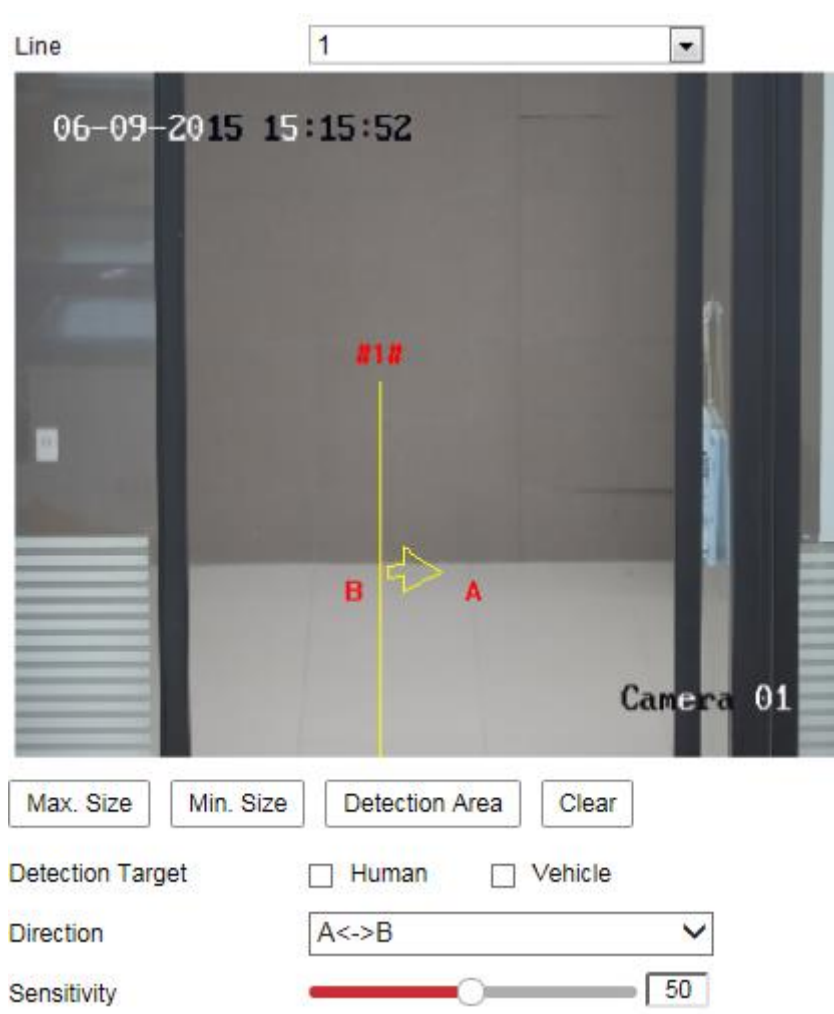 Line 1
06-09-2015 15:15:52
#1#
B A
Camera 01
Max. Size Min. Size Detection Area Clear
Detection Target Human Vehicle
Direction A<->B
Sensitivity 50